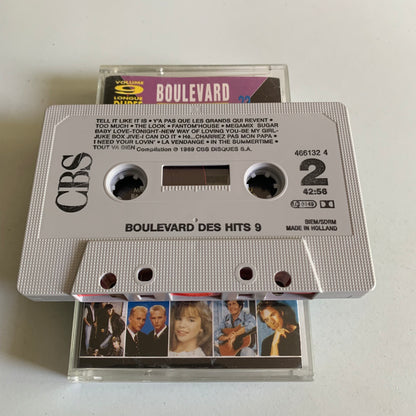 VOLUME
9
LONGUE
BOULEVARD
TELL IT LIKE IT IS • Y'A PAS QUE LES GRANDS QUI REVENT •
TOO MUCH • THE LOOK • FANTOM'HOUSE • MEGAMIX SUGAR
BABY LOVE-TONIGHT-NEW WAY OF LOVING YOU-BE MY GIRL-
JUKE BOX JIVE-I CAN DO IT • Hé...CHARRIEZ PAS MON PAPA •
I NEED YOUR LOVIN' • LA VENDANGE • IN THE SUMMERTIME •
TOUT VA BIEN Compilation ℗ 1989 CBS DISQUES S.A.
CBS
466132 4
2
42:56
BIEM/SDRM
MADE IN HOLLAND
BOULEVARD DES HITS 9